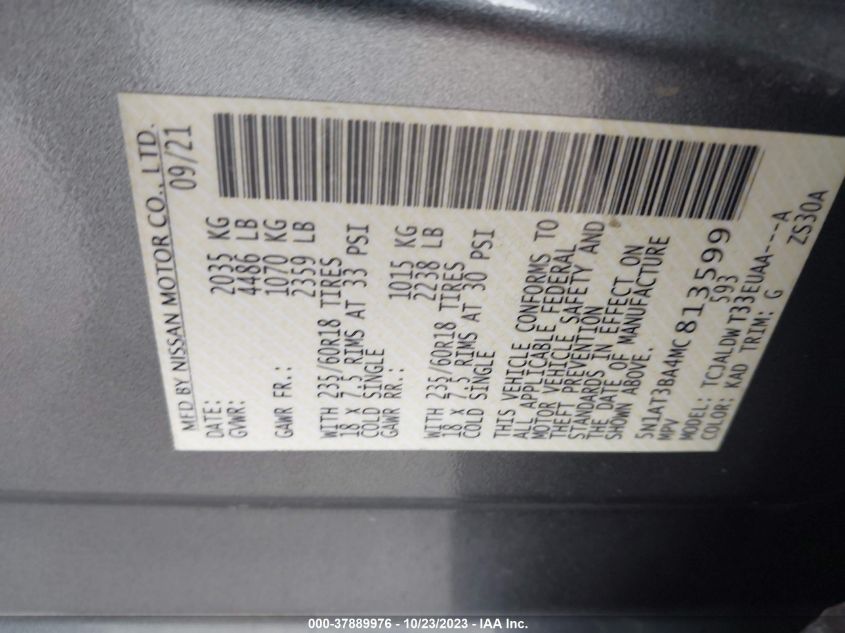 MFD BY NISSAN MOTOR CO., LTD.
DATE: 09/21
GVWR: 2035 KG
4486 LB
GAWR FR.: 1070 KG
2359 LB
WITH 235/60R18 TIRES
18 X 7.5 RIMS AT 33 PSI
COLD SINGLE
GAWR RR.: 1015 KG
2238 LB
WITH 235/60R18 TIRES
18 X 7.5 RIMS AT 30 PSI
COLD SINGLE
THIS VEHICLE CONFORMS TO
ALL APPLICABLE FEDERAL
MOTOR VEHICLE SAFETY AND
THEFT PREVENTION
STANDARDS IN EFFECT ON
THE DATE OF MANUFACTURE
SHOWN ABOVE.
5N1AT3BA4MC813599
MPV 593
MODEL: TCJALDW T33EUAA---A
COLOR: KAD TRIM: G ZS30A
000-37889976 - 10/23/2023 - IAA Inc.